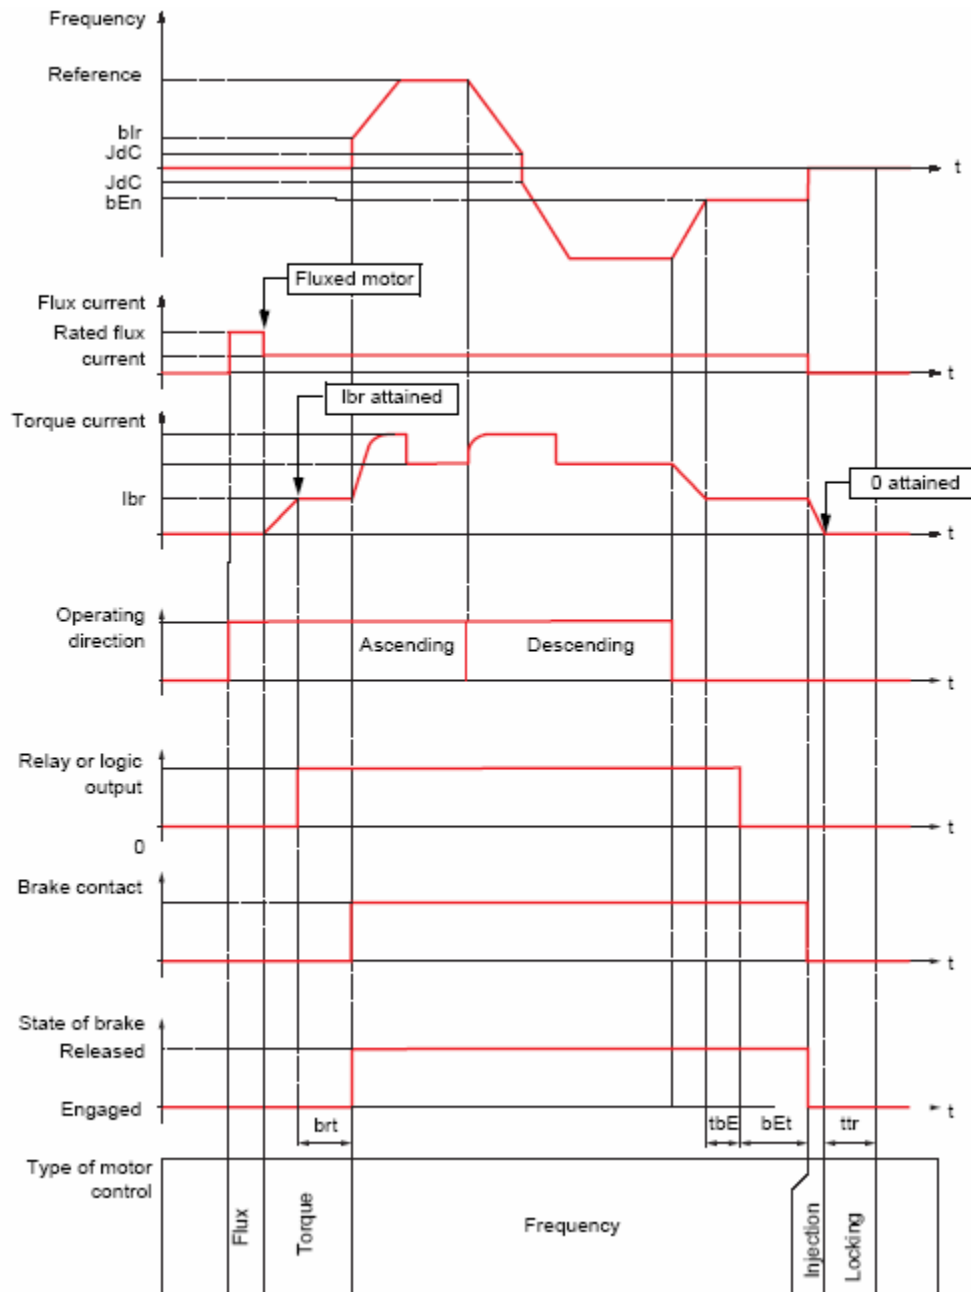 Frequency
Reference
bIr
JdC
t
JdC
bEn
Fluxed motor
Flux current
Rated flux
current
t
Ibr attained
Torque current
Ibr
0 attained
t
Operating
direction
Ascending
Descending
t
Relay or logic
output
0
t
Brake contact
t
State of brake
Released
Engaged
t
brt
tbE
bEt
ttr
Type of motor
control
Flux
Torque
Frequency
Injection
Locking